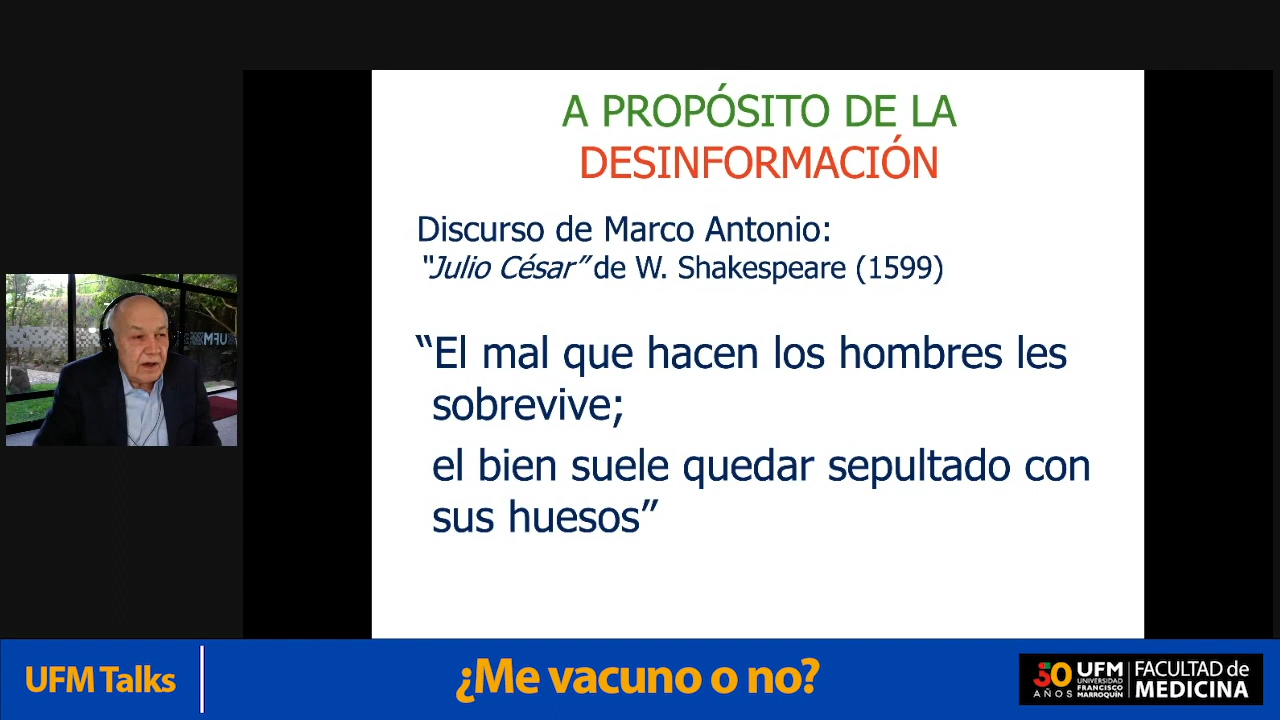 A PROPÓSITO DE LA
DESINFORMACIÓN
Discurso de Marco Antonio:
“Julio César” de W. Shakespeare (1599)
“El mal que hacen los hombres les
sobrevive;
el bien suele quedar sepultado con
sus huesos”
UFM
UFM Talks
¿Me vacuno o no?
50
AÑOS
UFM
UNIVERSIDAD
FRANCISCO
MARROQUÍN
FACULTAD de
MEDICINA